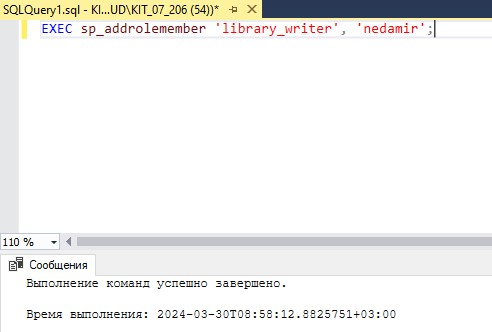 SQLQuery1.sql - KI...UD\KIT_07_206 (54))*
EXEC sp_addrolemember 'library_writer', 'nedamir';
110 %
Сообщения
Выполнение команд успешно завершено.
Время выполнения: 2024-03-30T08:58:12.8825751+03:00